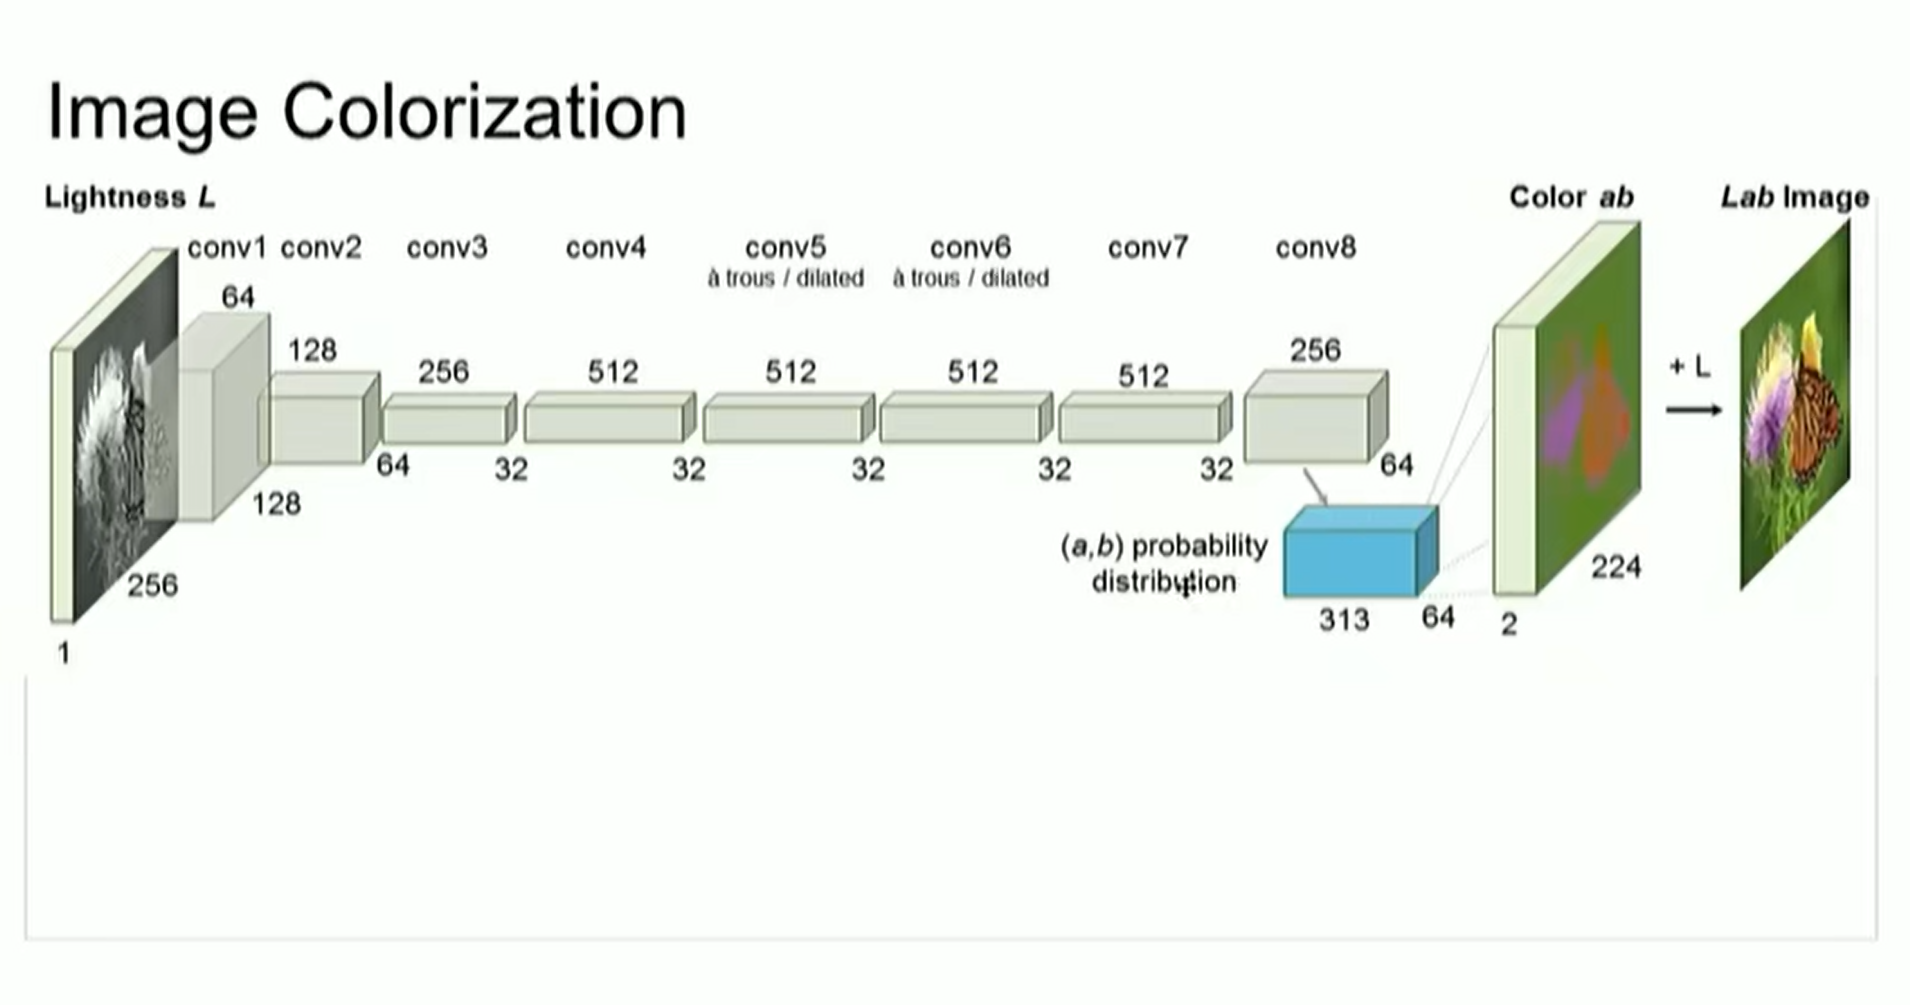 Image Colorization
Lightness L
Color ab
Lab Image
conv1
conv2
conv3
conv4
conv5
à trous / dilated
conv6
à trous / dilated
conv7
conv8
64
128
256
512
512
512
512
256
+ L
64
32
32
32
32
32
64
128
256
1
(a,b) probability
distribution
313
64
2
224